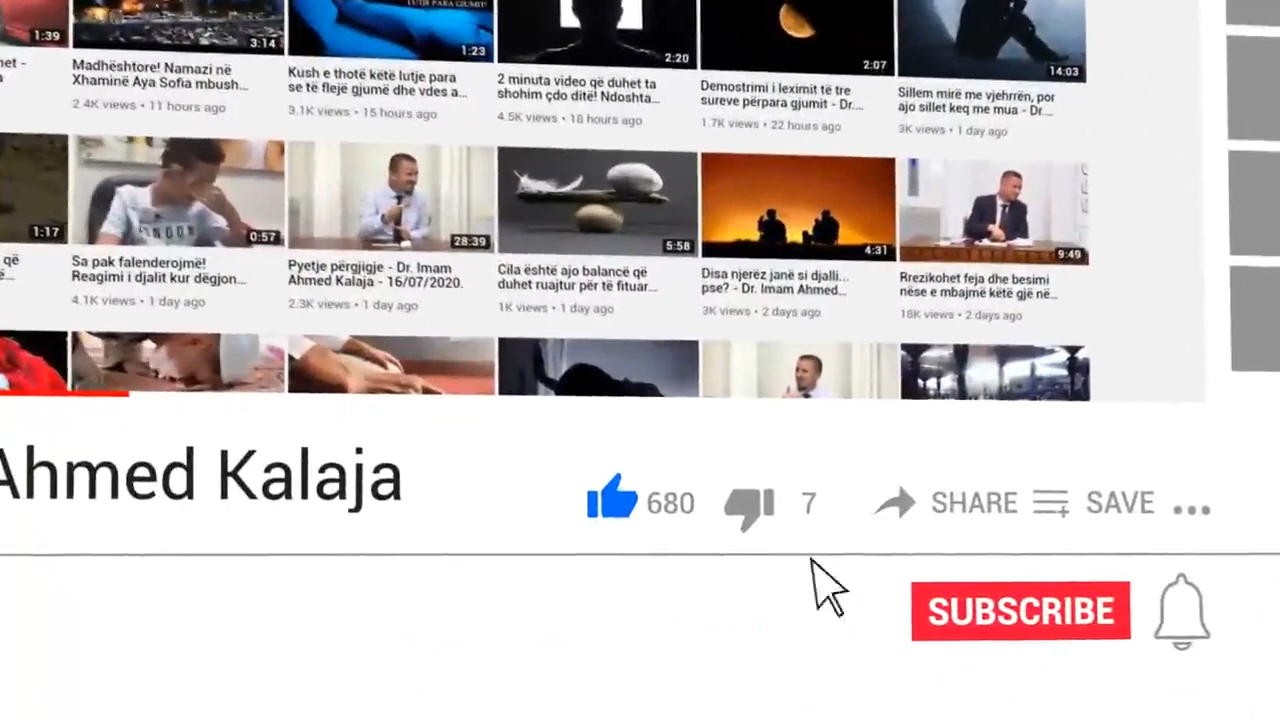 LUTJE PARA GJUMIT!
1:39
3:14
1:23
2:20
2:07
14:03
Madhështore! Namazi në
Xhaminë Aya Sofia mbush...
2.4K views • 11 hours ago
Kush e thotë këtë lutje para
se të flejë gjumë dhe vdes a...
3.1K views • 15 hours ago
2 minuta video që duhet ta
shohim çdo ditë! Ndoshta...
4.5K views • 18 hours ago
Demostrimi i leximit të tre
sureve përpara gjumit - Dr....
1.7K views • 22 hours ago
Sillem mirë me vjehrrën, por
ajo sillet keq me mua - Dr...
3K views • 1 day ago
1:17
0:57
28:39
5:58
4:31
9:49
që
Sa pak falenderojmë!
Reagimi i djalit kur dëgjon...
4.1K views • 1 day ago
Pyetje përgjigje - Dr. Imam
Ahmed Kalaja - 16/07/2020.
2.3K views • 1 day ago
Cila është ajo balancë që
duhet ruajtur për të fituar...
1K views • 1 day ago
Disa njerëz janë si djalli...
pse? - Dr. Imam Ahmed...
3K views • 2 days ago
Rrezikohet feja dhe besimi
nëse e mbajmë këtë gjë në...
18K views • 2 days ago
Ahmed Kalaja
680
7
SHARE
SAVE
SUBSCRIBE